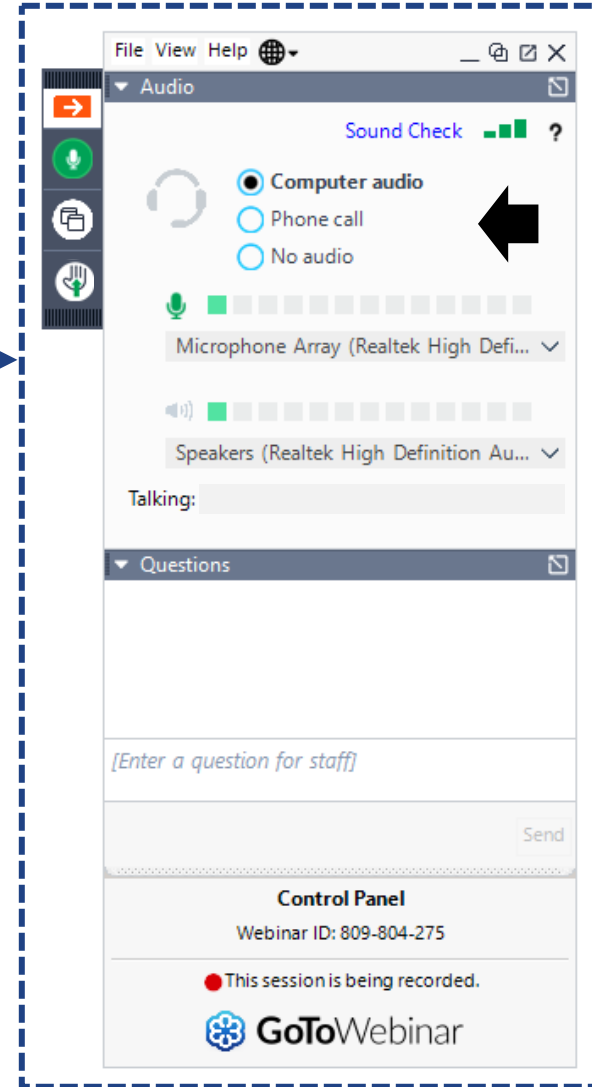 File View Help
Audio
Sound Check ?
Computer audio
Phone call
No audio
Microphone Array (Realtek High Defi...
Speakers (Realtek High Definition Au...
Talking:
Questions
[Enter a question for staff]
Send
Control Panel
Webinar ID: 809-804-275
This session is being recorded.
GoToWebinar